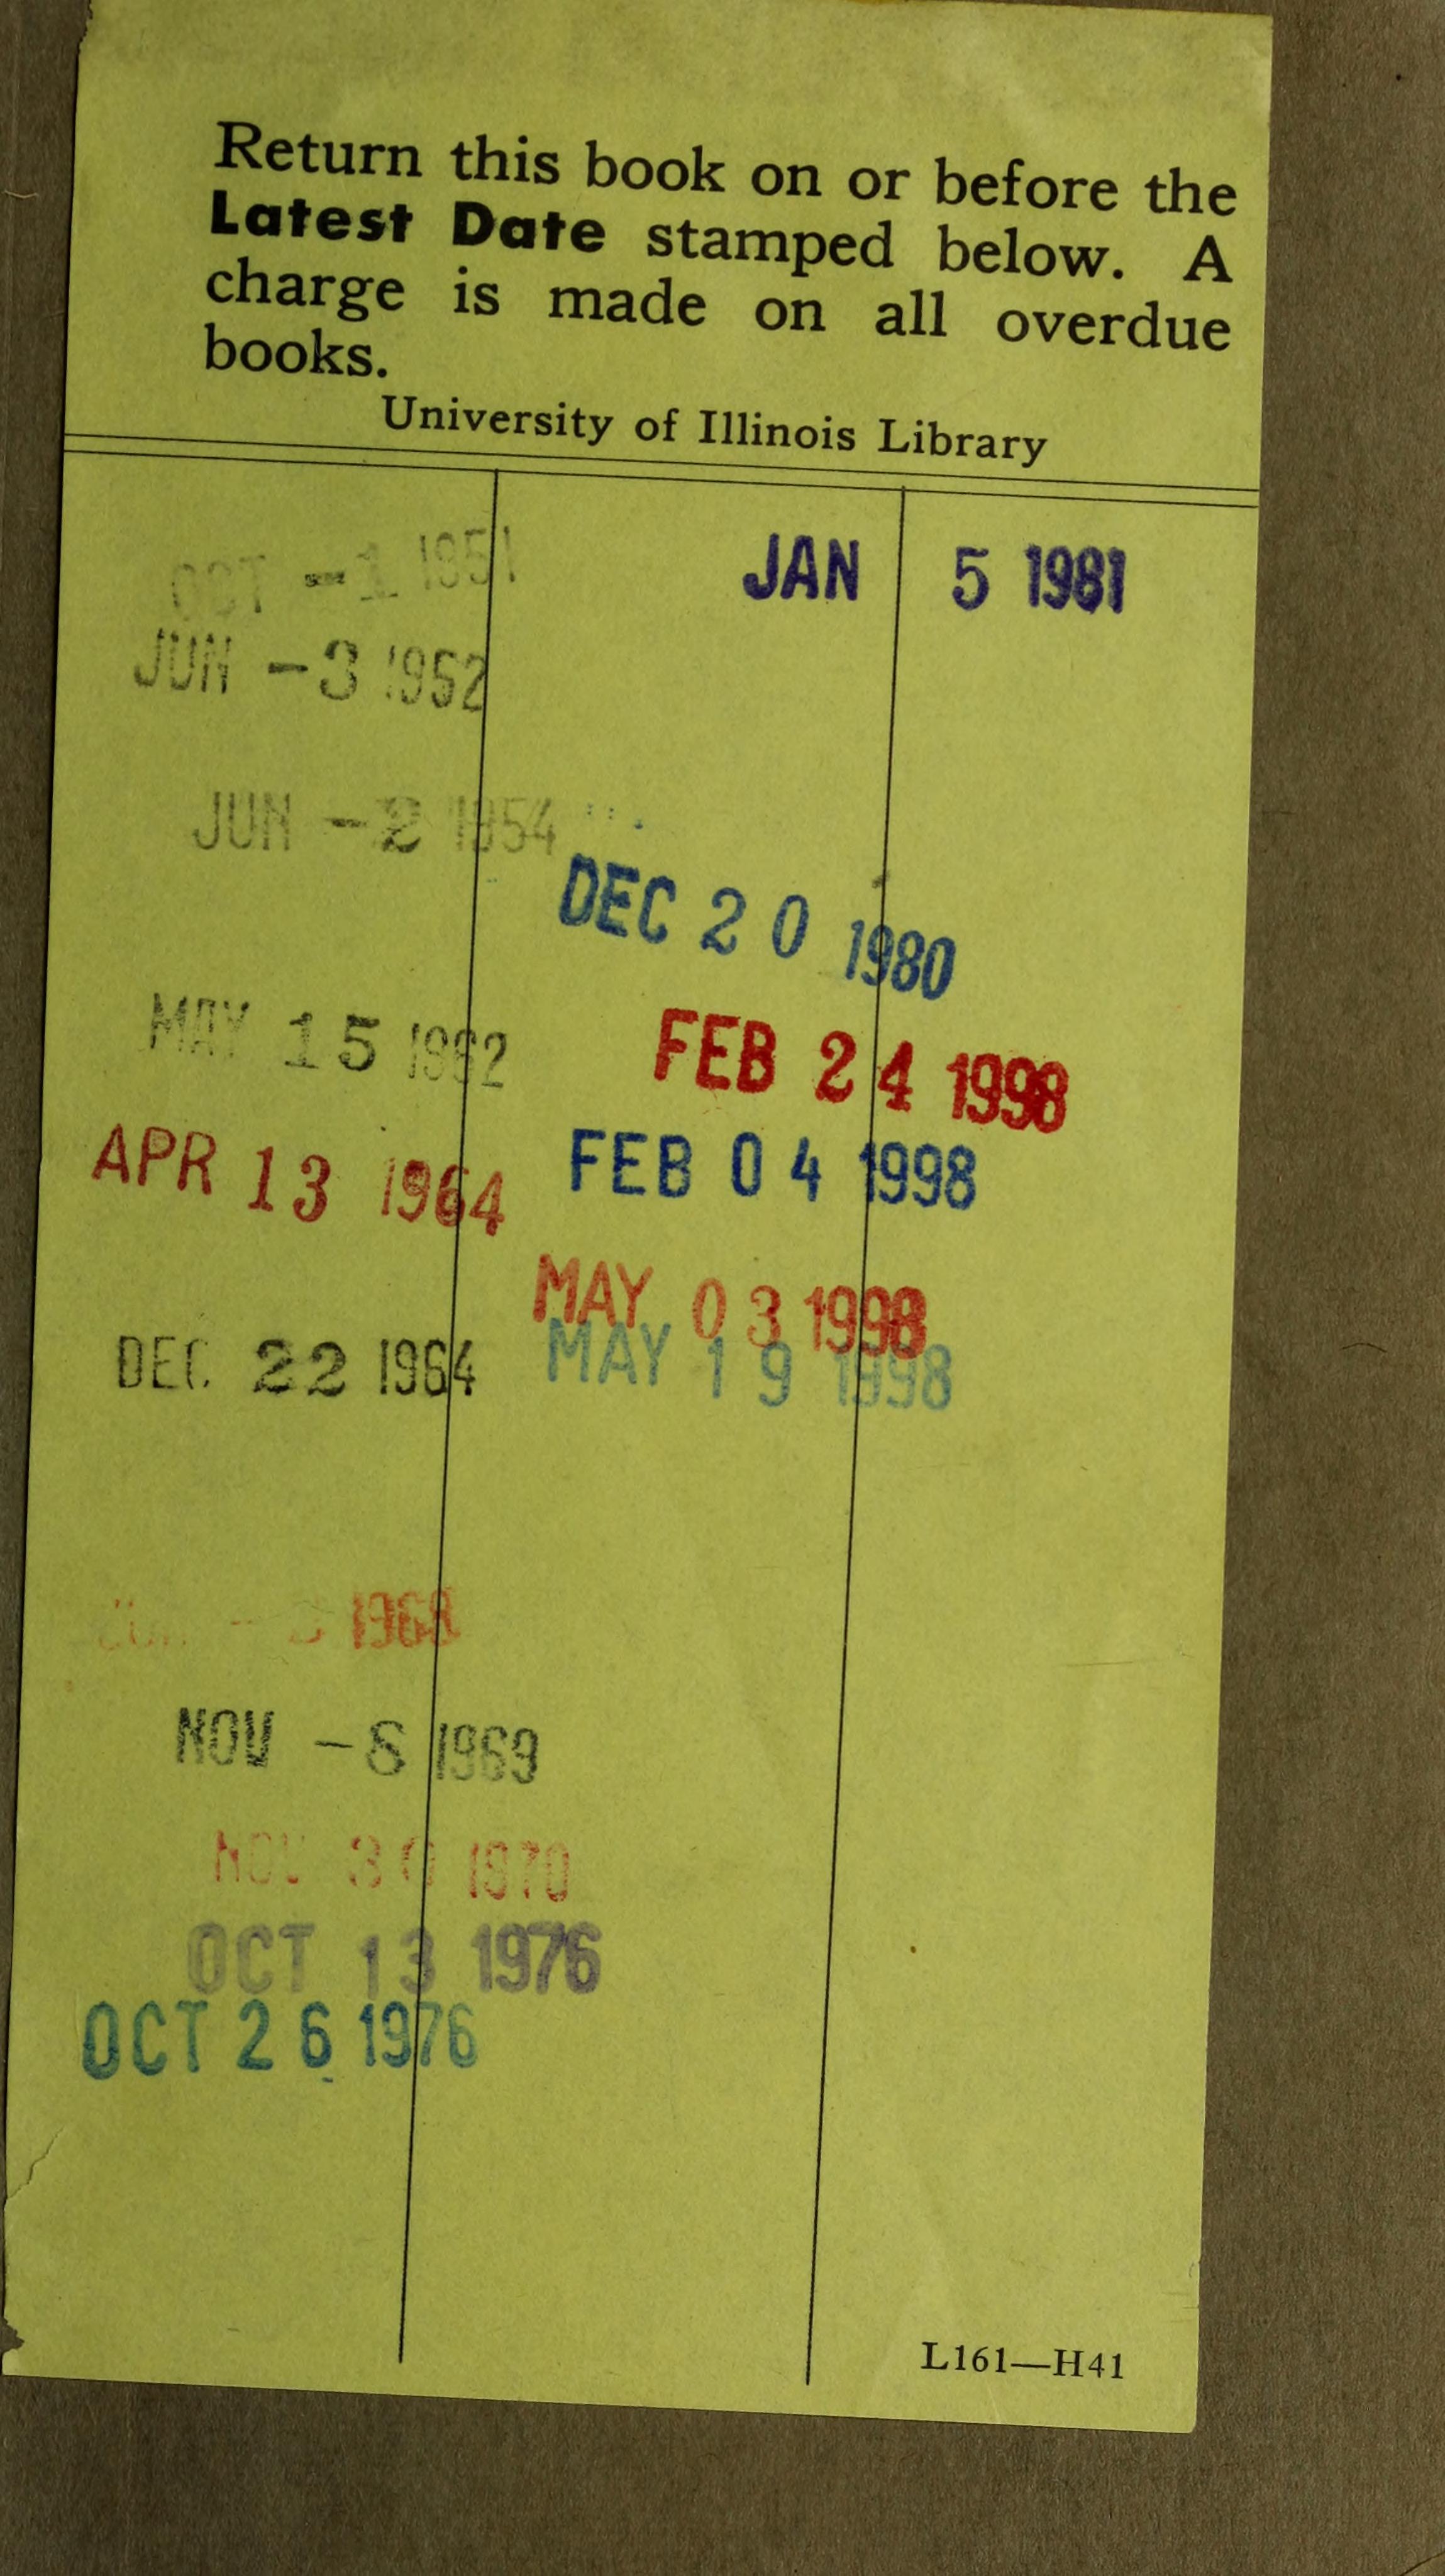 Return this book on or before the
Latest Date stamped below. A
charge is made on all overdue
books.
University of Illinois Library
OCT -1 1951
JUN -3 1952
JUN -2 1954
MAY 15 1962
APR 13 1964
DEC 22 1964
1968
NOV 1969
NOV 30 1970
OCT 13 1976
OCT 26 1976
JAN 5 1981
DEC 20 1980
FEB 24 1998
FEB 04 1998
MAY 03 1998
MAY 19 1998
L161—H41